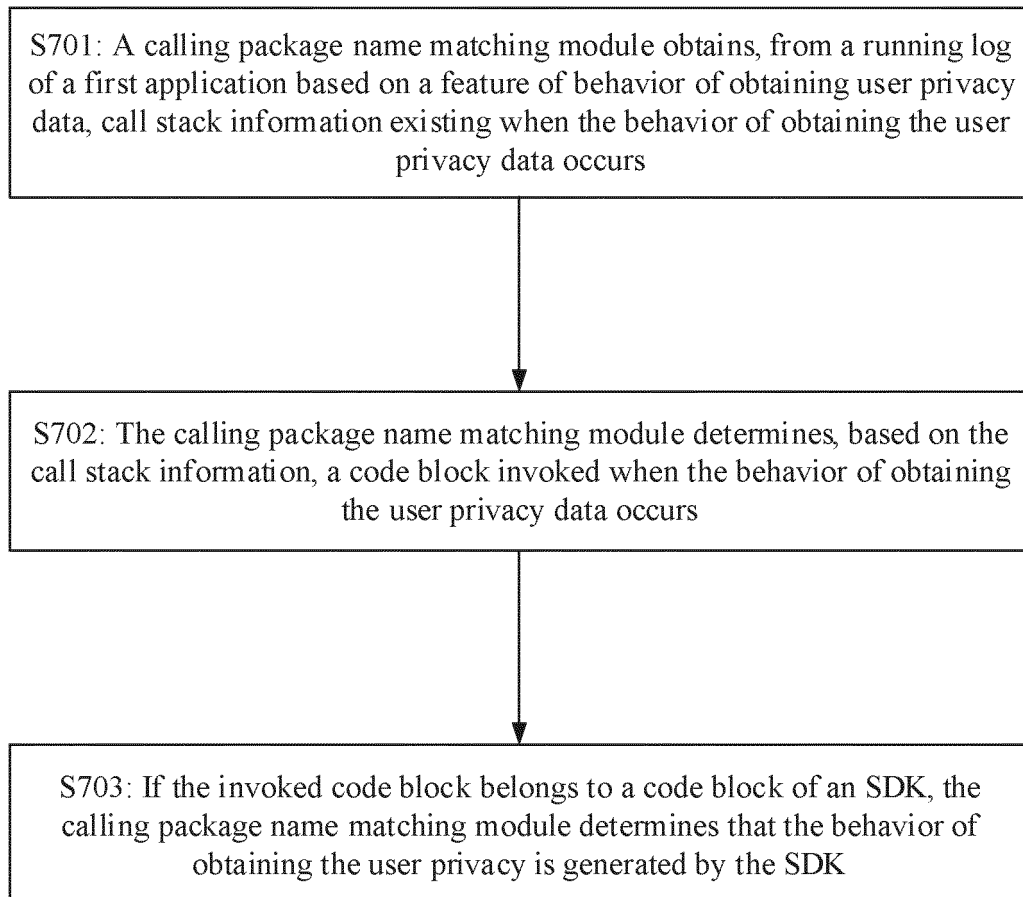 S701: A calling package name matching module obtains, from a running log
of a first application based on a feature of behavior of obtaining user privacy
data, call stack information existing when the behavior of obtaining the user
privacy data occurs
S702: The calling package name matching module determines, based on the
call stack information, a code block invoked when the behavior of obtaining
the user privacy data occurs
S703: If the invoked code block belongs to a code block of an SDK, the
calling package name matching module determines that the behavior of
obtaining the user privacy is generated by the SDK